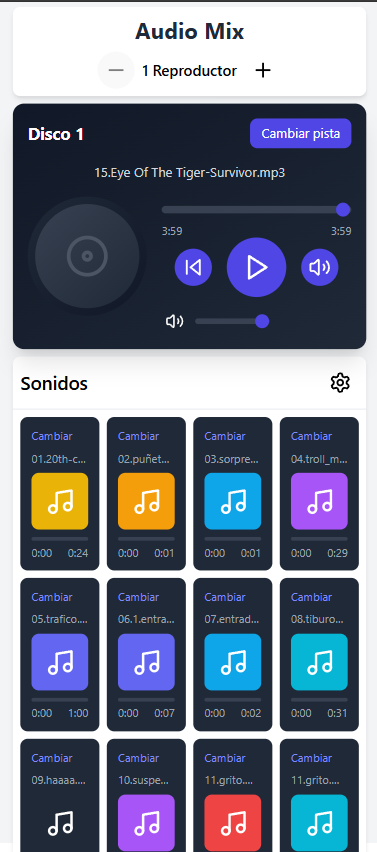 Audio Mix
1 Reproductor
Disco 1
Cambiar pista
15.Eye Of The Tiger-Survivor.mp3
3:59 3:59
Sonidos
Cambiar Cambiar Cambiar Cambiar
01.20th-c... 02.puñet... 03.sorpre... 04.troll_m...
0:00 0:24 0:00 0:01 0:00 0:01 0:00 0:29
Cambiar Cambiar Cambiar Cambiar
05.trafico.... 06.1.entra... 07.entrad... 08.tiburo...
0:00 1:00 0:00 0:07 0:00 0:02 0:00 0:31
Cambiar Cambiar Cambiar Cambiar
09.haaaa.... 10.suspe... 11.grito.... 11.grito....